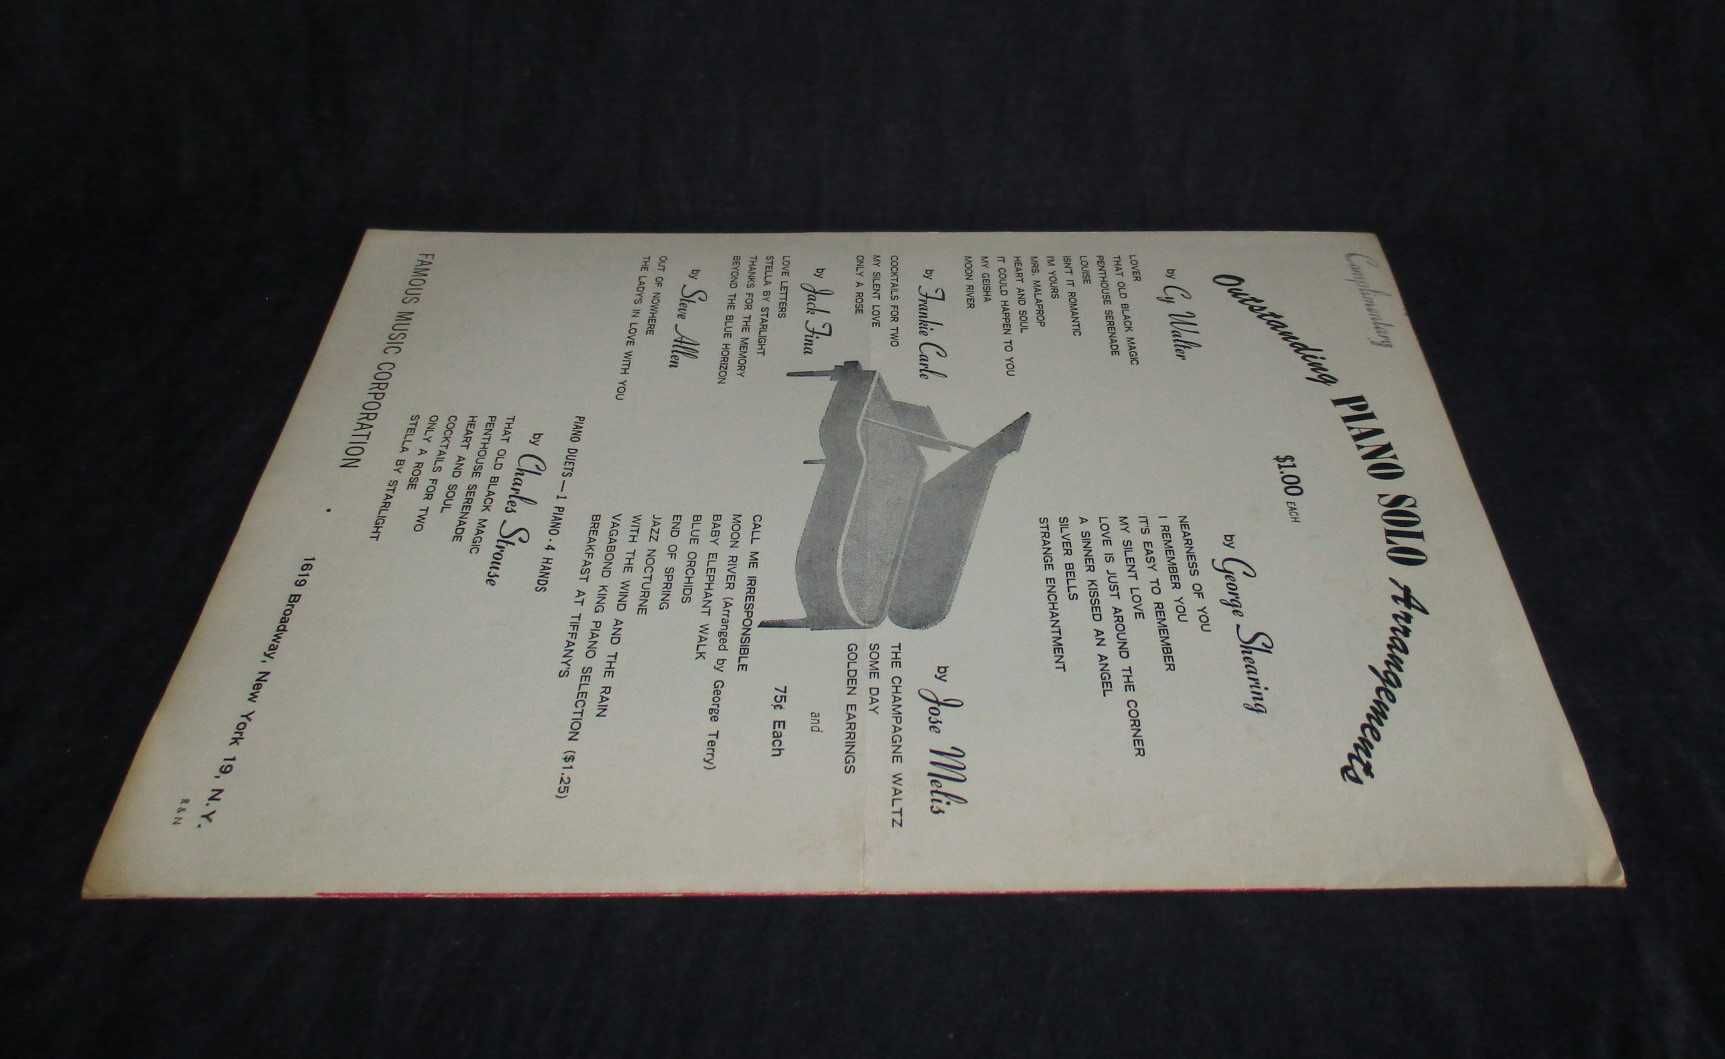 Complimentary
Outstanding PIANO SOLO Arrangements
$1.00 EACH
by Cy Walter
LOVER
THAT OLD BLACK MAGIC
PENTHOUSE SERENADE
LOUISE
ISN'T IT ROMANTIC
I'M YOURS
MRS. MALAPROP
HEART AND SOUL
IT COULD HAPPEN TO YOU
MY GEISHA
MOON RIVER
by George Shearing
NEARNESS OF YOU
I REMEMBER YOU
IT'S EASY TO REMEMBER
MY SILENT LOVE
LOVE IS JUST AROUND THE CORNER
A SINNER KISSED AN ANGEL
SILVER BELLS
STRANGE ENCHANTMENT
by Frankie Carle
COCKTAILS FOR TWO
MY SILENT LOVE
ONLY A ROSE
by Jose Melis
THE CHAMPAGNE WALTZ
SOME DAY
GOLDEN EARRINGS
by Jack Fina
LOVE LETTERS
STELLA BY STARLIGHT
THANKS FOR THE MEMORY
BEYOND THE BLUE HORIZON
and
75¢ Each
CALL ME IRRESPONSIBLE
MOON RIVER (Arranged by George Terry)
BABY ELEPHANT WALK
BLUE ORCHIDS
END OF SPRING
JAZZ NOCTURNE
WITH THE WIND AND THE RAIN
VAGABOND KING PIANO SELECTION ($1.25)
BREAKFAST AT TIFFANY'S
by Steve Allen
OUT OF NOWHERE
THE LADY'S IN LOVE WITH YOU
PIANO DUETS — 1 PIANO - 4 HANDS
by Charles Strouse
THAT OLD BLACK MAGIC
PENTHOUSE SERENADE
HEART AND SOUL
COCKTAILS FOR TWO
ONLY A ROSE
STELLA BY STARLIGHT
FAMOUS MUSIC CORPORATION
1619 Broadway, New York 19, N.Y.
R & N